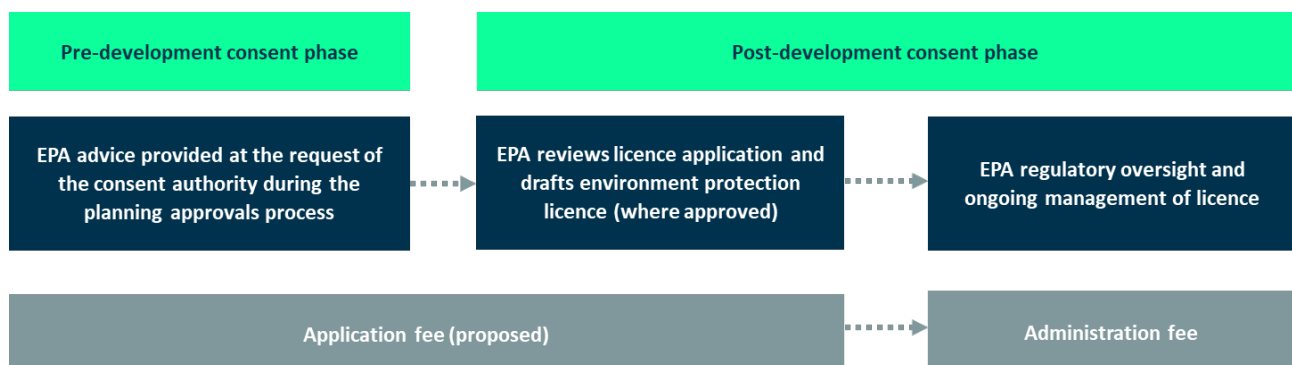 Pre-development consent phase
Post-development consent phase
EPA advice provided at the request of
the consent authority during the
planning approvals process
EPA reviews licence application and
drafts environment protection
licence (where approved)
EPA regulatory oversight and
ongoing management of licence
Application fee (proposed)
Administration fee